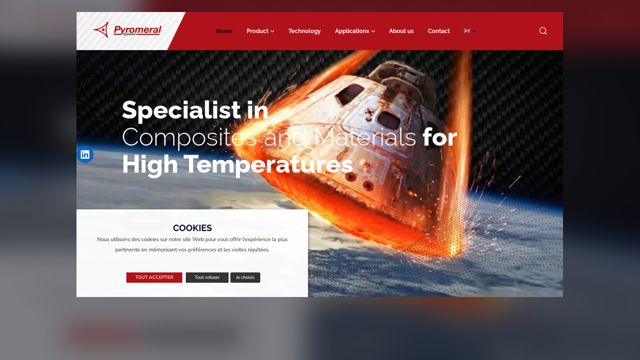 Pyromeral
Home Product Technology Applications About us Contact
Specialist in
Composites and Materials for
High Temperatures
COOKIES
Nous utilisons des cookies sur notre site Web pour vous offrir l'expérience la plus
pertinente en mémorisant vos préférences et les visites répétées.
TOUT ACCEPTER Tout refuser Je choisis